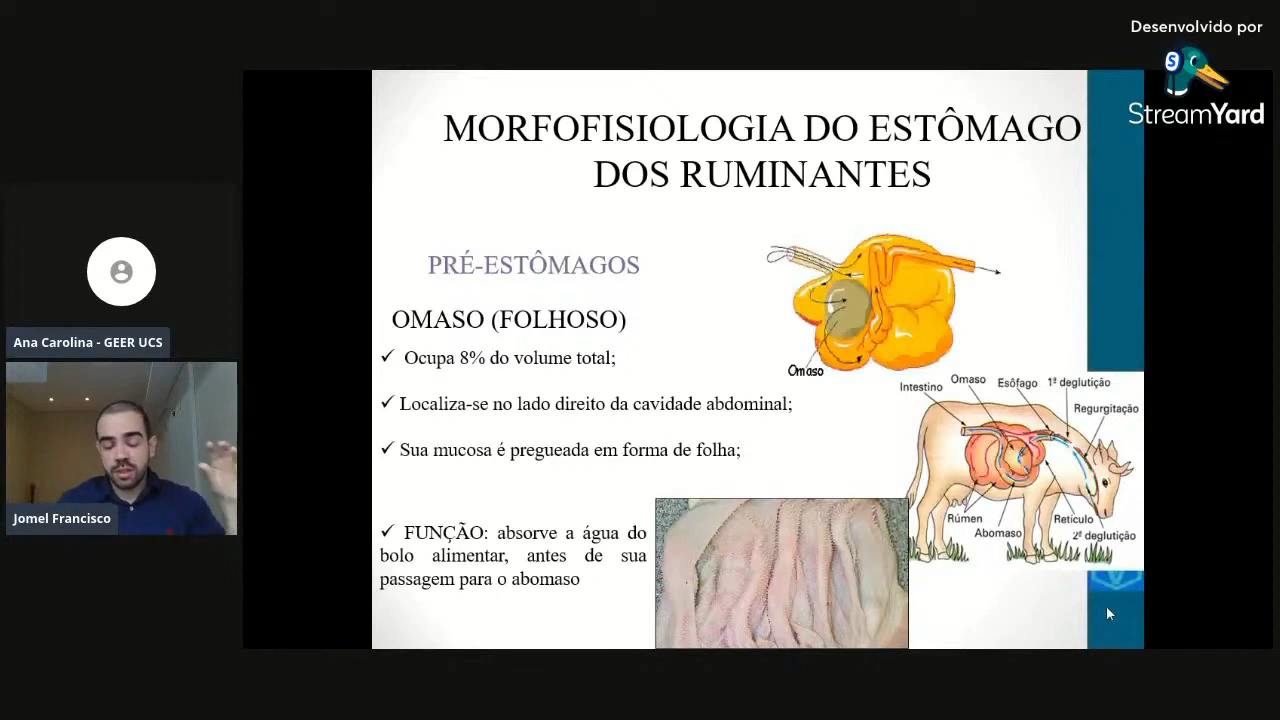 Desenvolvido por
S
StreamYard
MORFOFISIOLOGIA DO ESTÔMAGO
DOS RUMINANTES
PRÉ-ESTÔMAGOS
OMASO (FOLHOSO)
✓ Ocupa 8% do volume total;
✓ Localiza-se no lado direito da cavidade abdominal;
✓ Sua mucosa é pregueada em forma de folha;
✓ FUNÇÃO: absorve a água do
bolo alimentar, antes de sua
passagem para o abomaso
Omaso
Intestino
Omaso
Esôfago
1ª deglutição
Regurgitação
Rúmen
Abomaso
Retículo
2ª deglutição
Ana Carolina - GEER UCS
Jomel Francisco